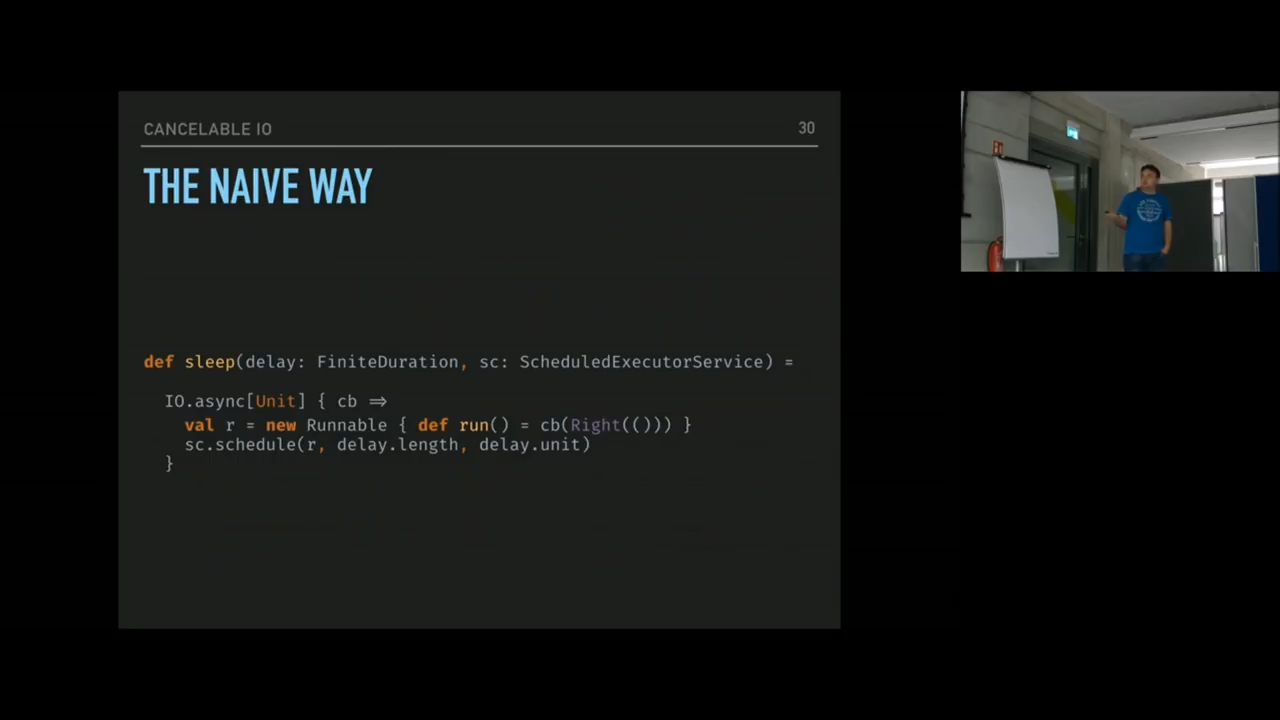 CANCELABLE IO
30
THE NAIVE WAY
def sleep(delay: FiniteDuration, sc: ScheduledExecutorService) =
IO.async[Unit] { cb ⇒
val r = new Runnable { def run() = cb(Right(())) }
sc.schedule(r, delay.length, delay.unit)
}